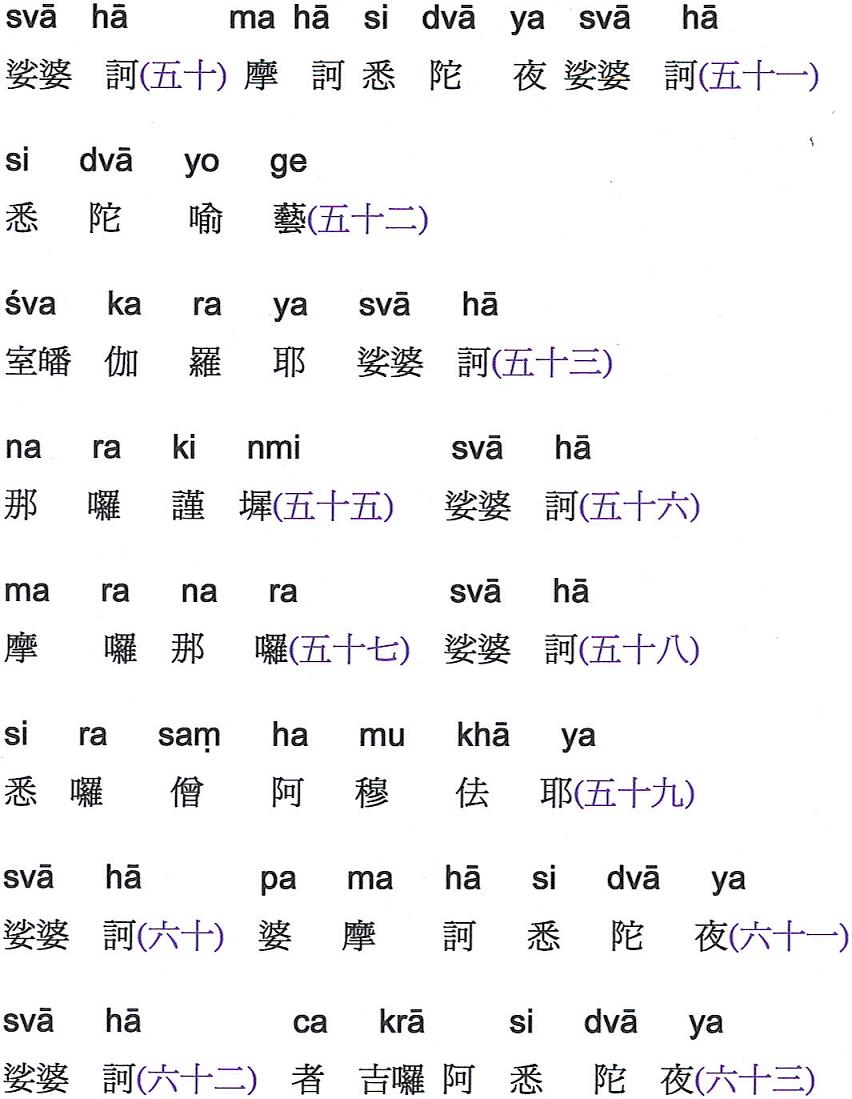 svā hā ma hā si dvā ya svā hā
娑婆 訶(五十) 摩 訶 悉 陀 夜 娑婆 訶(五十一)
si dvā yo ge
悉 陀 喻 藝(五十二)
śva ka ra ya svā hā
室皤 伽 羅 耶 娑婆 訶(五十三)
na ra ki nmi svā hā
那 囉 謹 墀(五十五) 娑婆 訶(五十六)
ma ra na ra svā hā
摩 囉 那 囉(五十七) 娑婆 訶(五十八)
si ra saṃ ha mu khā ya
悉 囉 僧 阿 穆 佉 耶(五十九)
svā hā pa ma hā si dvā ya
娑婆 訶(六十) 婆 摩 訶 悉 陀 夜(六十一)
svā hā ca krā si dvā ya
娑婆 訶(六十二) 者 吉囉 阿 悉 陀 夜(六十三)